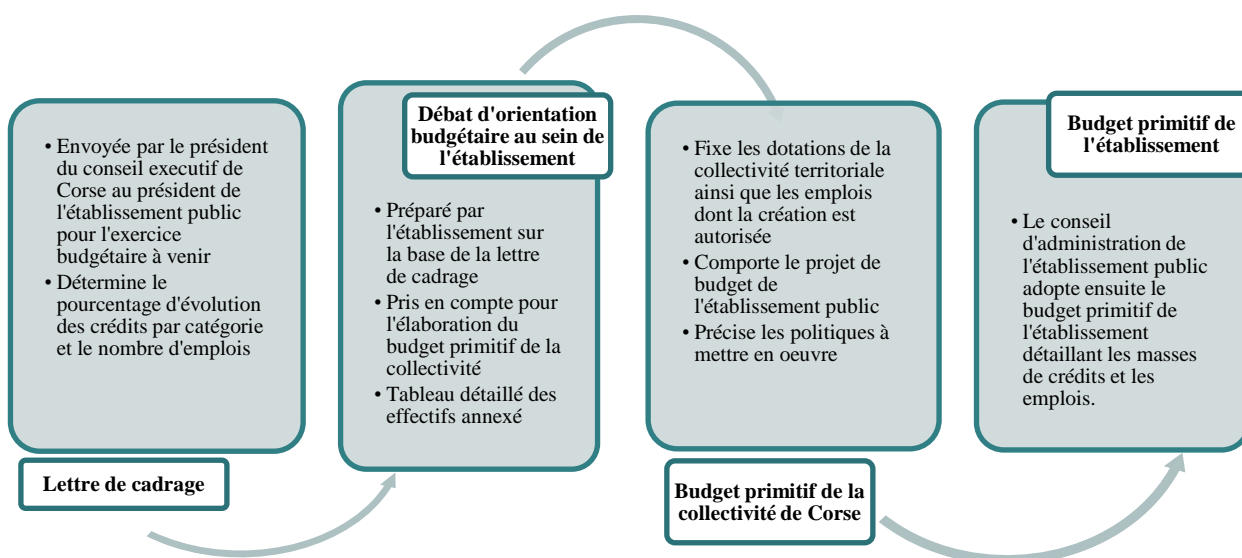 • Envoyée par le président
du conseil executif de
Corse au président de
l'établissement public
pour l'exercice
budgétaire à venir
• Détermine le
pourcentage d'évolution
des crédits par catégorie
et le nombre d'emplois
Lettre de cadrage
Débat d'orientation
budgétaire au sein de
l'établissement
• Préparé par
l'établissement sur
la base de la lettre
de cadrage
• Pris en compte pour
l'élaboration du
budget primitif de la
collectivité
• Tableau détaillé des
effectifs annexé
• Fixe les dotations de la
collectivité territoriale
ainsi que les emplois
dont la création est
autorisée
• Comporte le projet de
budget de
l'établissement public
• Précise les politiques à
mettre en oeuvre
Budget primitif de la
collectivité de Corse
Budget primitif de
l'établissement
• Le conseil
d'administration de
l'établissement public
adopte ensuite le
budget primitif de
l'établissement
détaillant les masses
de crédits et les
emplois.